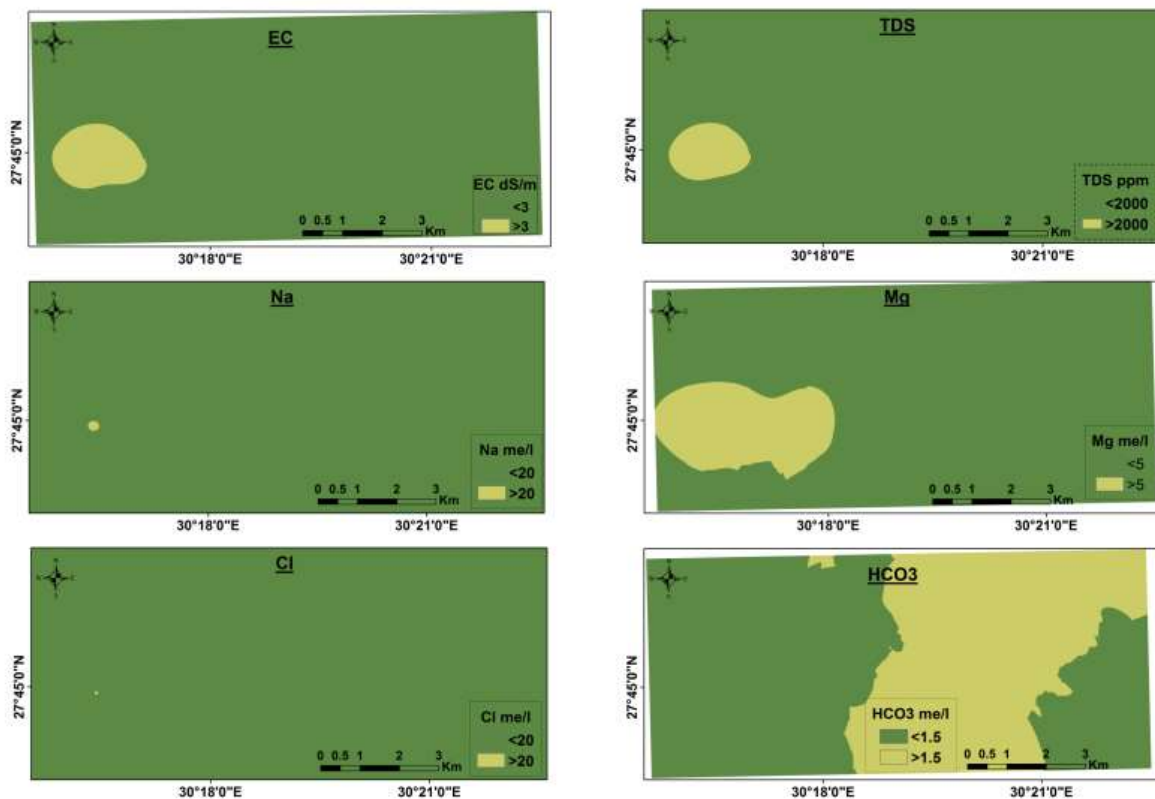 EC
27°45'0"N
EC dS/m
<3
>3
0 0.5 1 2 3
Km
30°18'0"E 30°21'0"E
TDS
27°45'0"N
TDS ppm
<2000
>2000
0 0.5 1 2 3
Km
30°18'0"E 30°21'0"E
Na
27°45'0"N
Na me/l
<20
>20
0 0.5 1 2 3
Km
30°18'0"E 30°21'0"E
Mg
27°45'0"N
Mg me/l
<5
>5
0 0.5 1 2 3
Km
30°18'0"E 30°21'0"E
Cl
27°45'0"N
Cl me/l
<20
>20
0 0.5 1 2 3
Km
30°18'0"E 30°21'0"E
HCO3
27°45'0"N
HCO3 me/l
<1.5
>1.5
0 0.5 1 2 3
Km
30°18'0"E 30°21'0"E